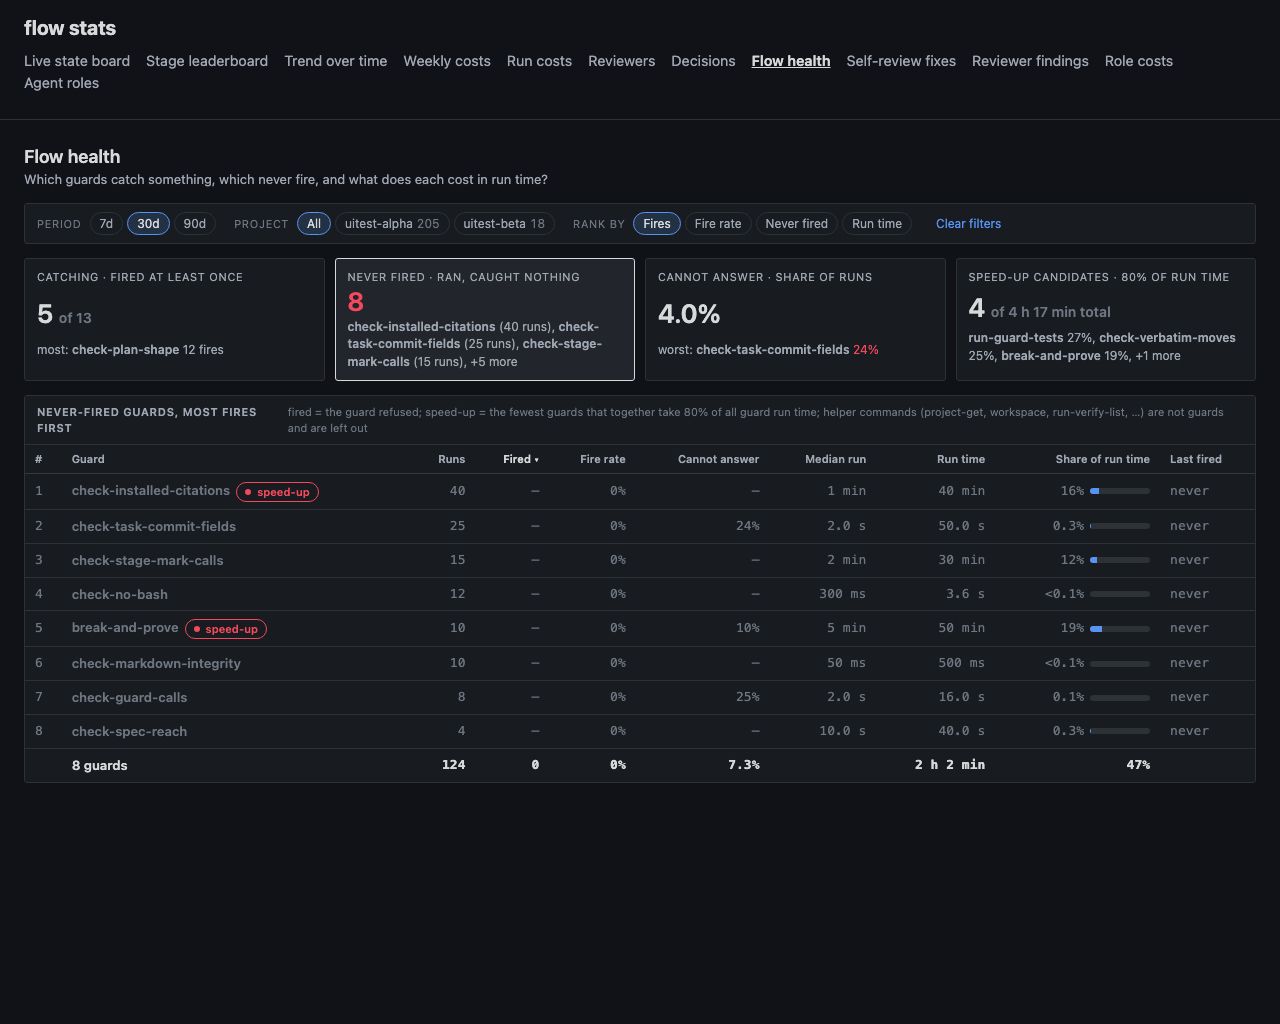 flow stats
Live state board Stage leaderboard Trend over time Weekly costs Run costs Reviewers Decisions Flow health Self-review fixes Reviewer findings Role costs
Agent roles
Flow health
Which guards catch something, which never fire, and what does each cost in run time?
PERIOD 7d 30d 90d PROJECT All uitest-alpha 205 uitest-beta 18 RANK BY Fires Fire rate Never fired Run time Clear filters
CATCHING · FIRED AT LEAST ONCE
5 of 13
most: check-plan-shape 12 fires
NEVER FIRED · RAN, CAUGHT NOTHING
8
check-installed-citations (40 runs), check-
task-commit-fields (25 runs), check-stage-
mark-calls (15 runs), +5 more
CANNOT ANSWER · SHARE OF RUNS
4.0%
worst: check-task-commit-fields 24%
SPEED-UP CANDIDATES · 80% OF RUN TIME
4 of 4 h 17 min total
run-guard-tests 27%, check-verbatim-moves
25%, break-and-prove 19%, +1 more
NEVER-FIRED GUARDS, MOST FIRES
FIRST
fired = the guard refused; speed-up = the fewest guards that together take 80% of all guard run time; helper commands (project-get, workspace, run-verify-list, …) are not guards
and are left out
# Guard Runs Fired ▾ Fire rate Cannot answer Median run Run time Share of run time Last fired
1 check-installed-citations speed-up 40 — 0% — 1 min 40 min 16% never
2 check-task-commit-fields 25 — 0% 24% 2.0 s 50.0 s 0.3% never
3 check-stage-mark-calls 15 — 0% — 2 min 30 min 12% never
4 check-no-bash 12 — 0% — 300 ms 3.6 s <0.1% never
5 break-and-prove speed-up 10 — 0% 10% 5 min 50 min 19% never
6 check-markdown-integrity 10 — 0% — 50 ms 500 ms <0.1% never
7 check-guard-calls 8 — 0% 25% 2.0 s 16.0 s 0.1% never
8 check-spec-reach 4 — 0% — 10.0 s 40.0 s 0.3% never
8 guards 124 0 0% 7.3% 2 h 2 min 47%